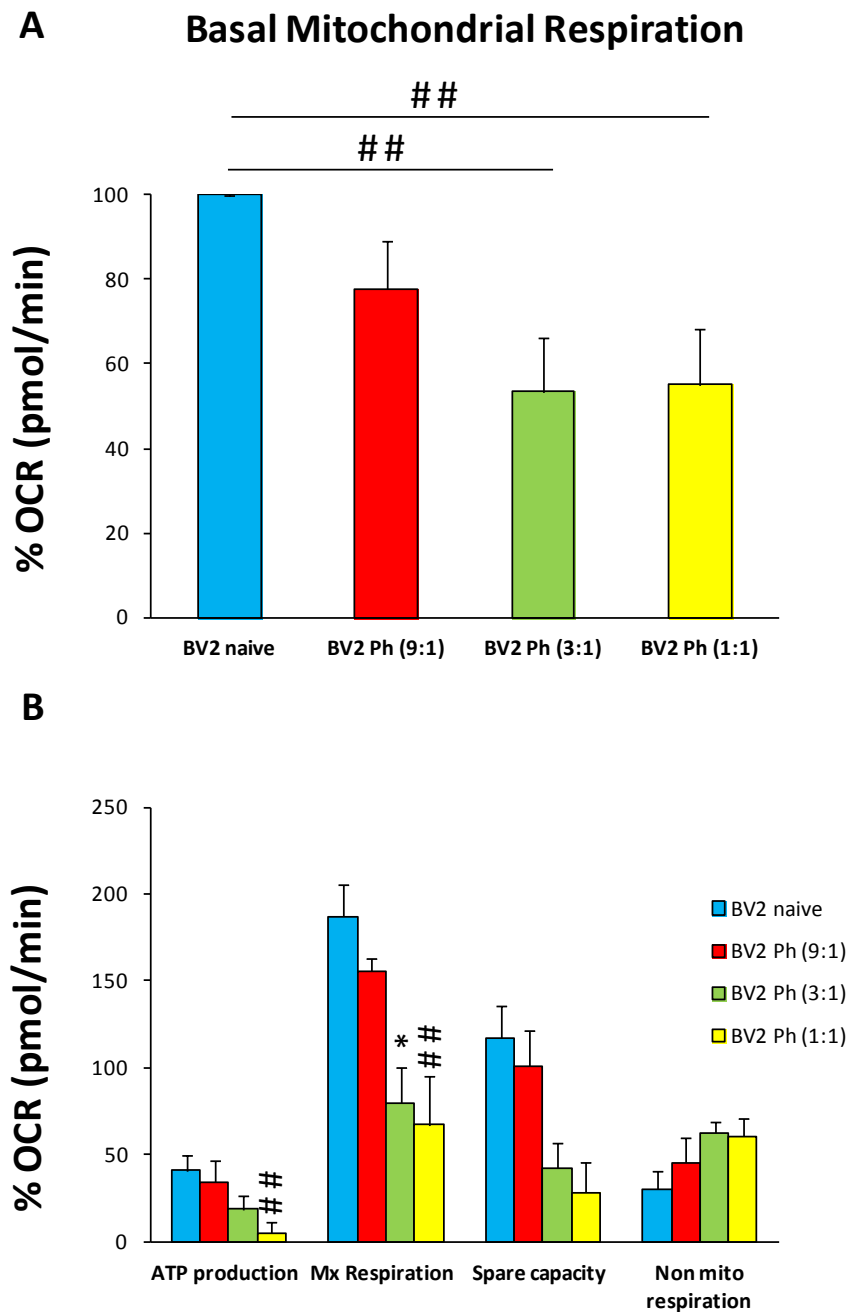 A
Basal Mitochondrial Respiration
# #
# #
% OCR (pmol/min)
100
80
60
40
20
0
BV2 naive BV2 Ph (9:1) BV2 Ph (3:1) BV2 Ph (1:1)
B
% OCR (pmol/min)
250
200
150
100
50
0
##
*
##
BV2 naive
BV2 Ph (9:1)
BV2 Ph (3:1)
BV2 Ph (1:1)
ATP production Mx Respiration Spare capacity Non mito
respiration